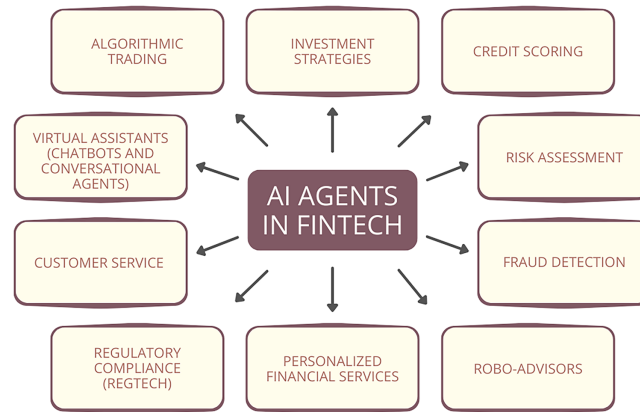 ALGORITHMIC
TRADING
INVESTMENT
STRATEGIES
CREDIT SCORING
VIRTUAL ASSISTANTS
(CHATBOTS AND
CONVERSATIONAL
AGENTS)
RISK ASSESSMENT
AI AGENTS
IN FINTECH
CUSTOMER SERVICE
FRAUD DETECTION
REGULATORY
COMPLIANCE
(REGTECH)
PERSONALIZED
FINANCIAL SERVICES
ROBO-ADVISORS